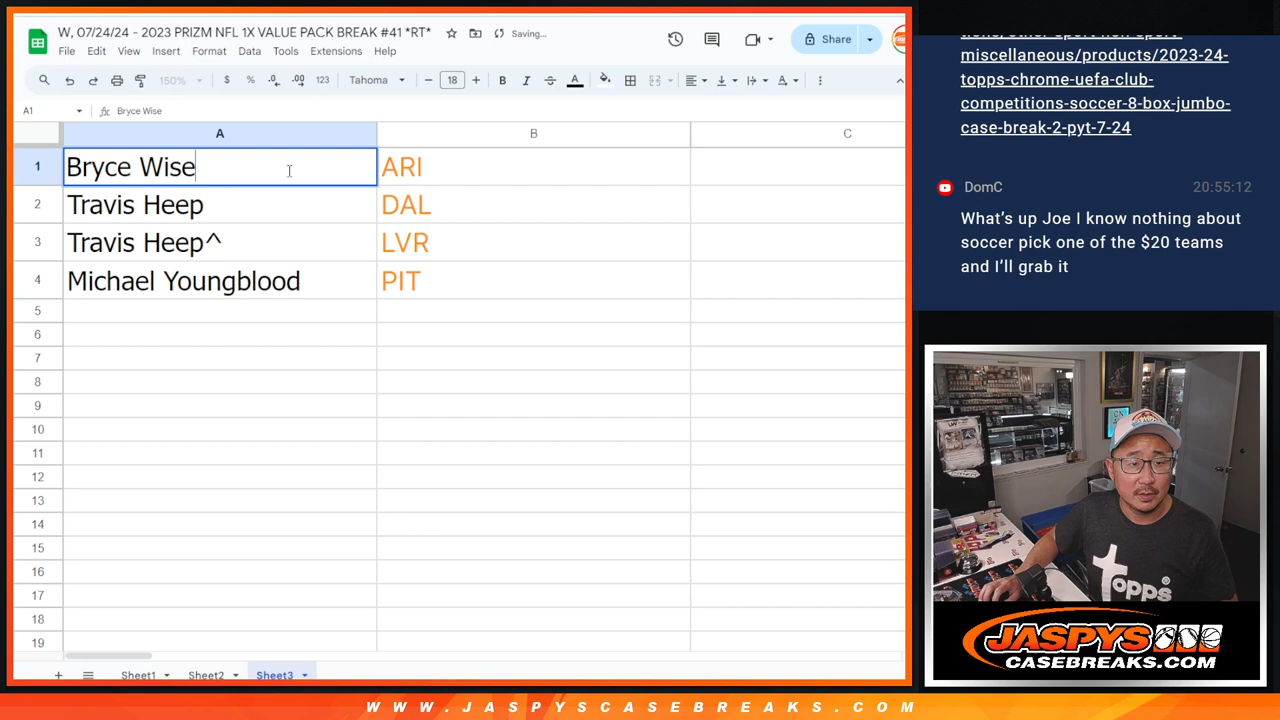 W, 07/24/24 - 2023 PRIZM NFL 1X VALUE PACK BREAK #41 *RT*
Saving...
File Edit View Insert Format Data Tools Extensions Help
Share
150%
$ % .0 .00 123
Tahoma
18
B I A
A1
Bryce Wise
A B C
1 Bryce Wise ARI
2 Travis Heep DAL
3 Travis Heep^ LVR
4 Michael Youngblood PIT
5
6
7
8
9
10
11
12
13
14
15
16
17
18
19
Sheet1
Sheet2
Sheet3
miscellaneous/products/2023-24-
topps-chrome-uefa-club-
competitions-soccer-8-box-jumbo-
case-break-2-pyt-7-24
DomC 20:55:12
What's up Joe I know nothing about
soccer pick one of the $20 teams
and I'll grab it
topps
JASPYS
CASEBREAKS.COM
WWW.JASPYSCASEBREAKS.COM